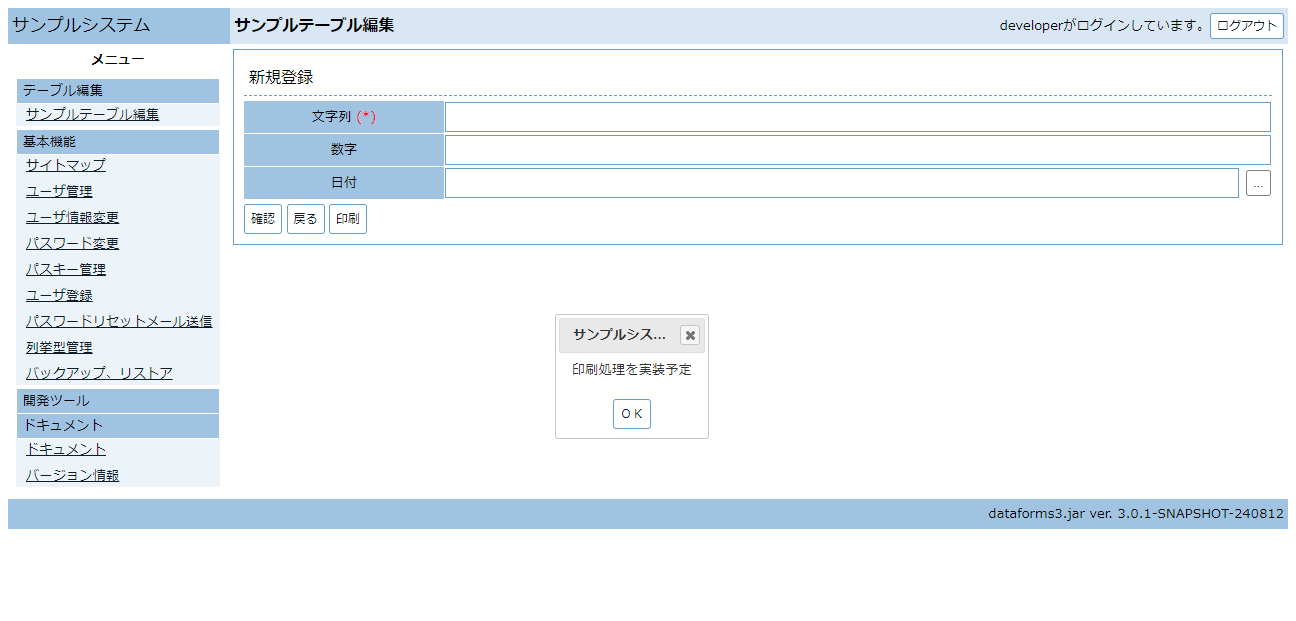 サンプルシステム
サンプルテーブル編集
developerがログインしています。 ログアウト
メニュー
テーブル編集
サンプルテーブル編集
基本機能
サイトマップ
ユーザ管理
ユーザ情報変更
パスワード変更
パスキー管理
ユーザ登録
パスワードリセットメール送信
列挙型管理
バックアップ、リストア
開発ツール
ドキュメント
ドキュメント
バージョン情報
新規登録
文字列 (*)
数字
日付 ...
確認 戻る 印刷
サンプルシス...
印刷処理を実装予定
ＯＫ
dataforms3.jar ver. 3.0.1-SNAPSHOT-240812